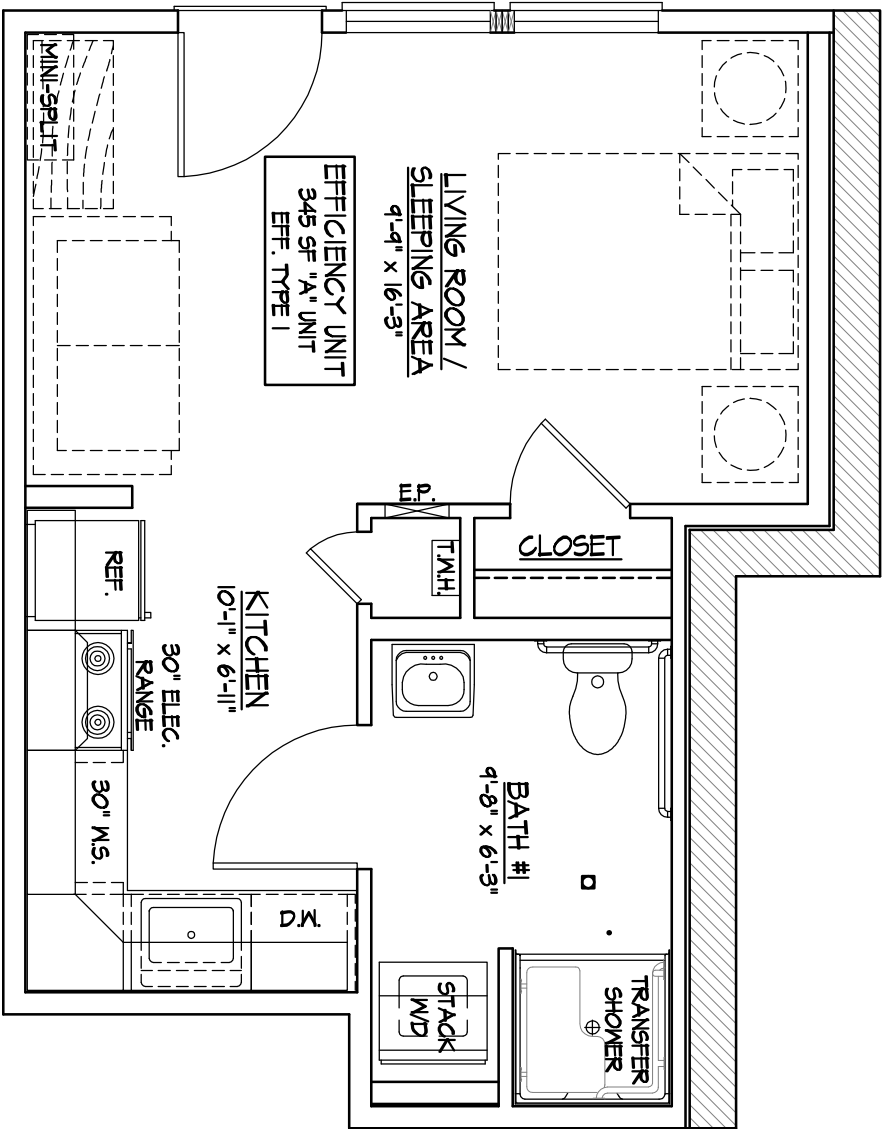 MINI-SPLIT
LIVING ROOM /
SLEEPING AREA
9'-9" x 16'-3"
EFFICIENCY UNIT
345 SF "A" UNIT
EFF. TYPE 1
E.P.
T.W.H.
CLOSET
REF.
KITCHEN
10'-1" x 6'-11"
30" ELEC.
RANGE
30" W.S.
D.W.
BATH #1
9'-8" x 6'-3"
STACK
W/D
TRANSFER
SHOWER